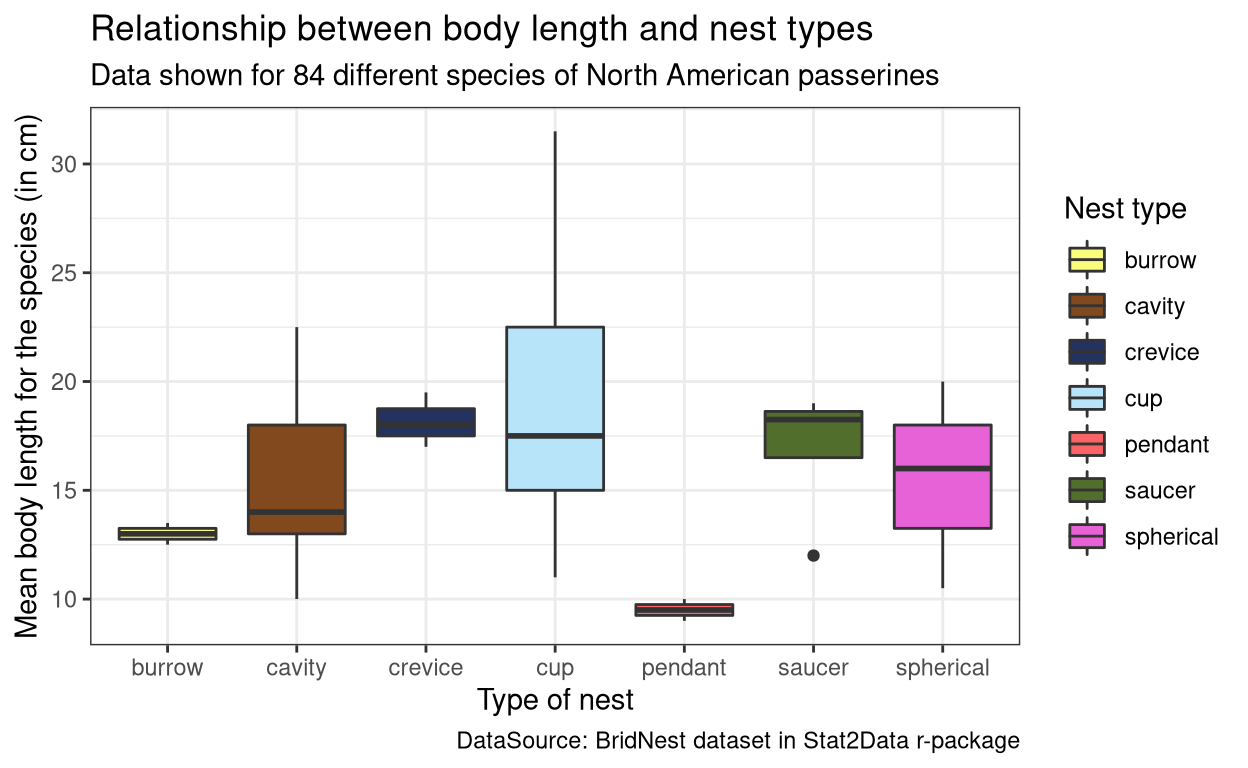 Relationship between body length and nest types
Data shown for 84 different species of North American passerines
Mean body length for the species (in cm)
30
25
20
15
10
burrow
cavity
crevice
cup
pendant
saucer
spherical
Type of nest
DataSource: BridNest dataset in Stat2Data r-package
Nest type
burrow
cavity
crevice
cup
pendant
saucer
spherical